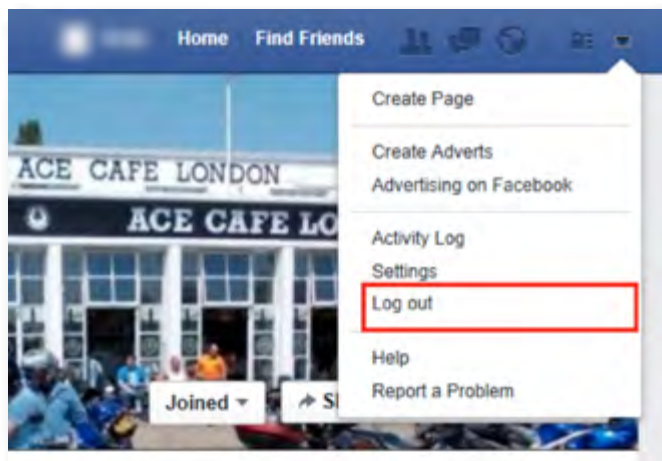 Home Find Friends
Create Page
Create Adverts
Advertising on Facebook
Activity Log
Settings
Log out
Help
Report a Problem
ACE CAFE LONDON
ACE CAFE LO
Joined
S